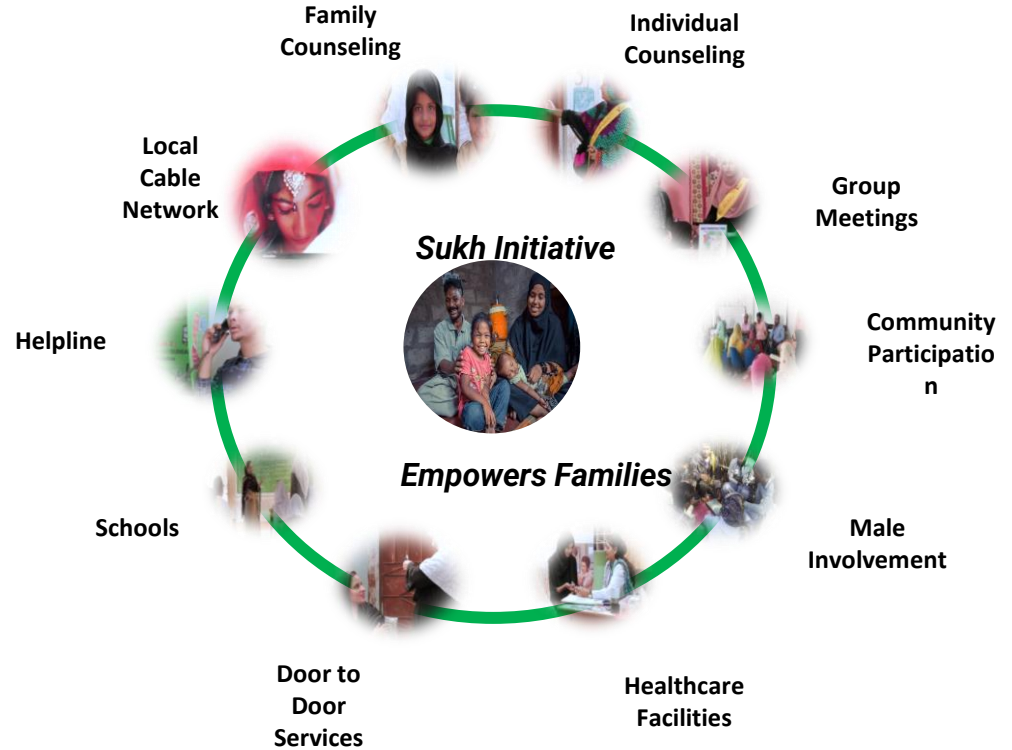 Family
Counseling
Individual
Counseling
Local
Cable
Network
Group
Meetings
Sukh Initiative
Helpline
Community
Participatio
n
Empowers Families
Schools
Male
Involvement
Door to
Door
Services
Healthcare
Facilities